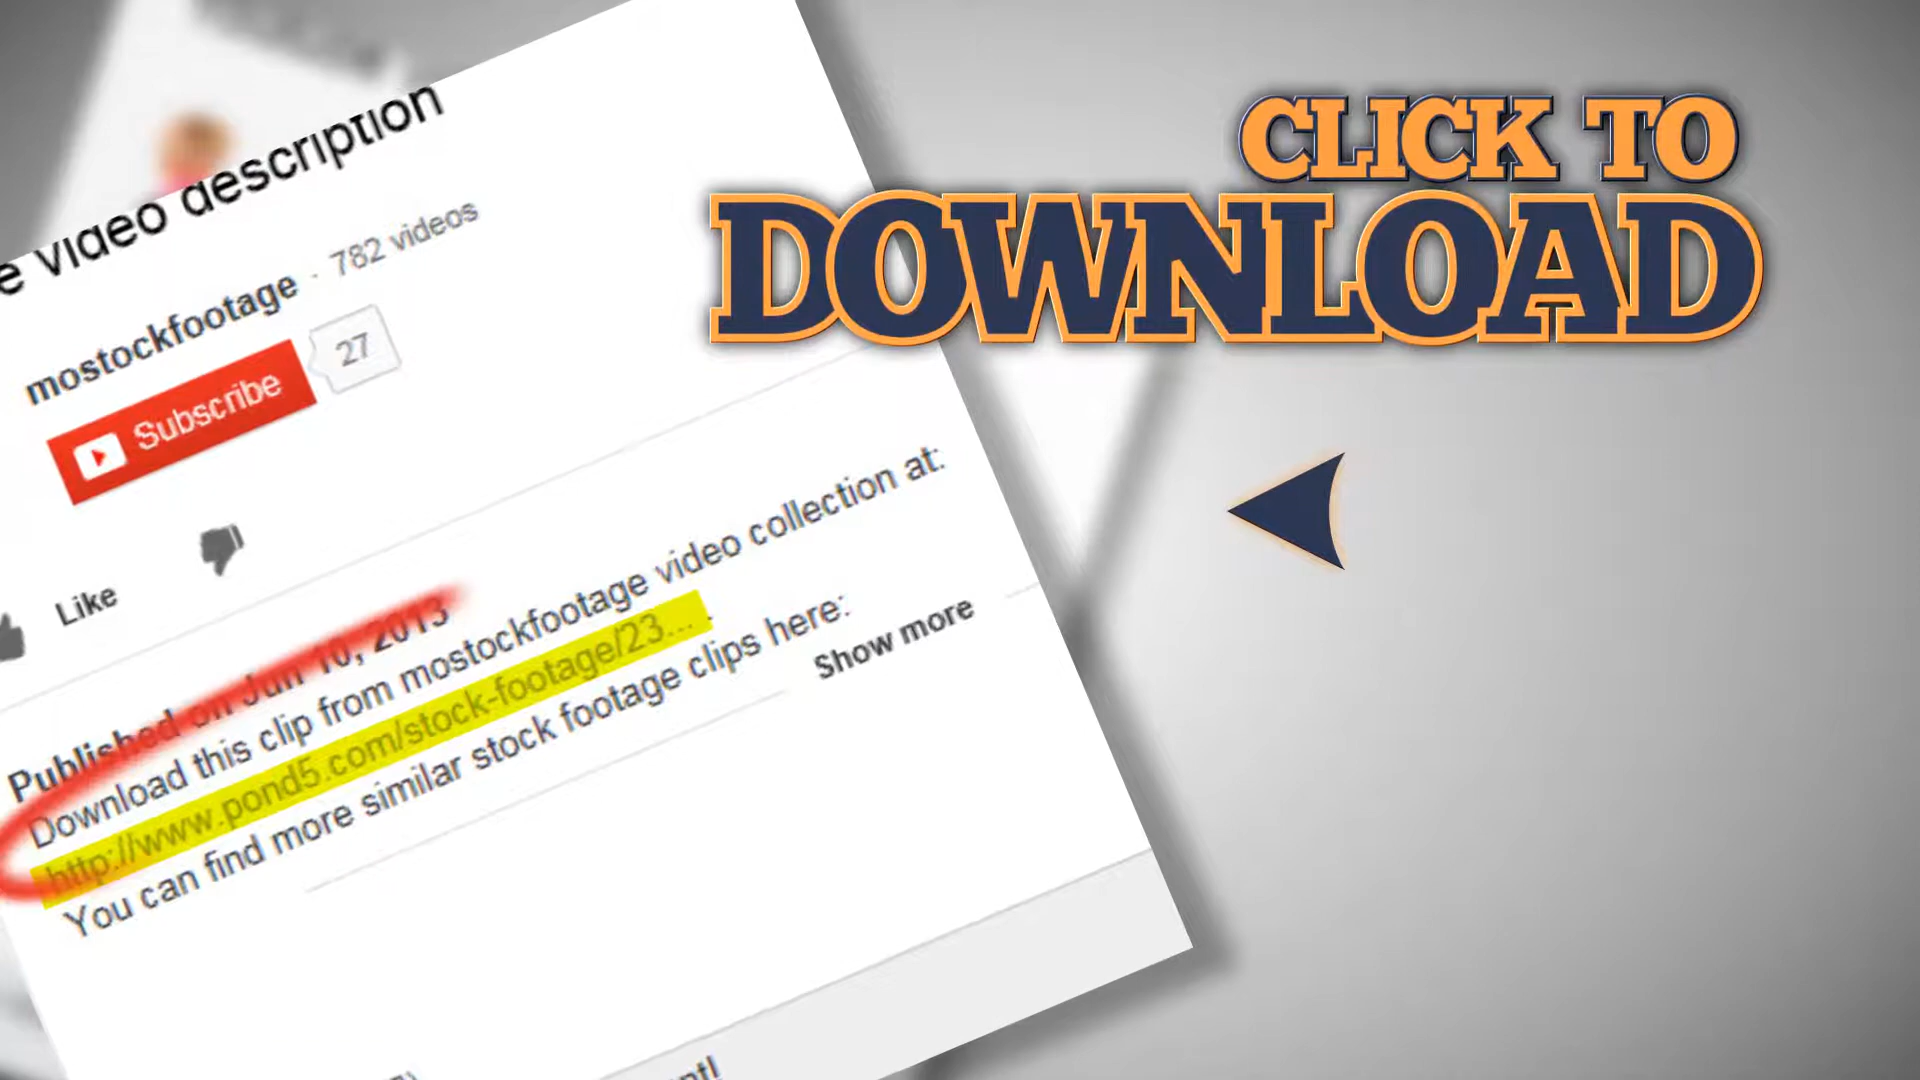 e video description
mostockfootage · 782 videos
Subscribe 27
Like
Published on Jun 10, 2013
Download this clip from mostockfootage video collection at:
http://www.pond5.com/stock-footage/23... .
You can find more similar stock footage clips here:
Show more
CLICK TO
DOWNLOAD